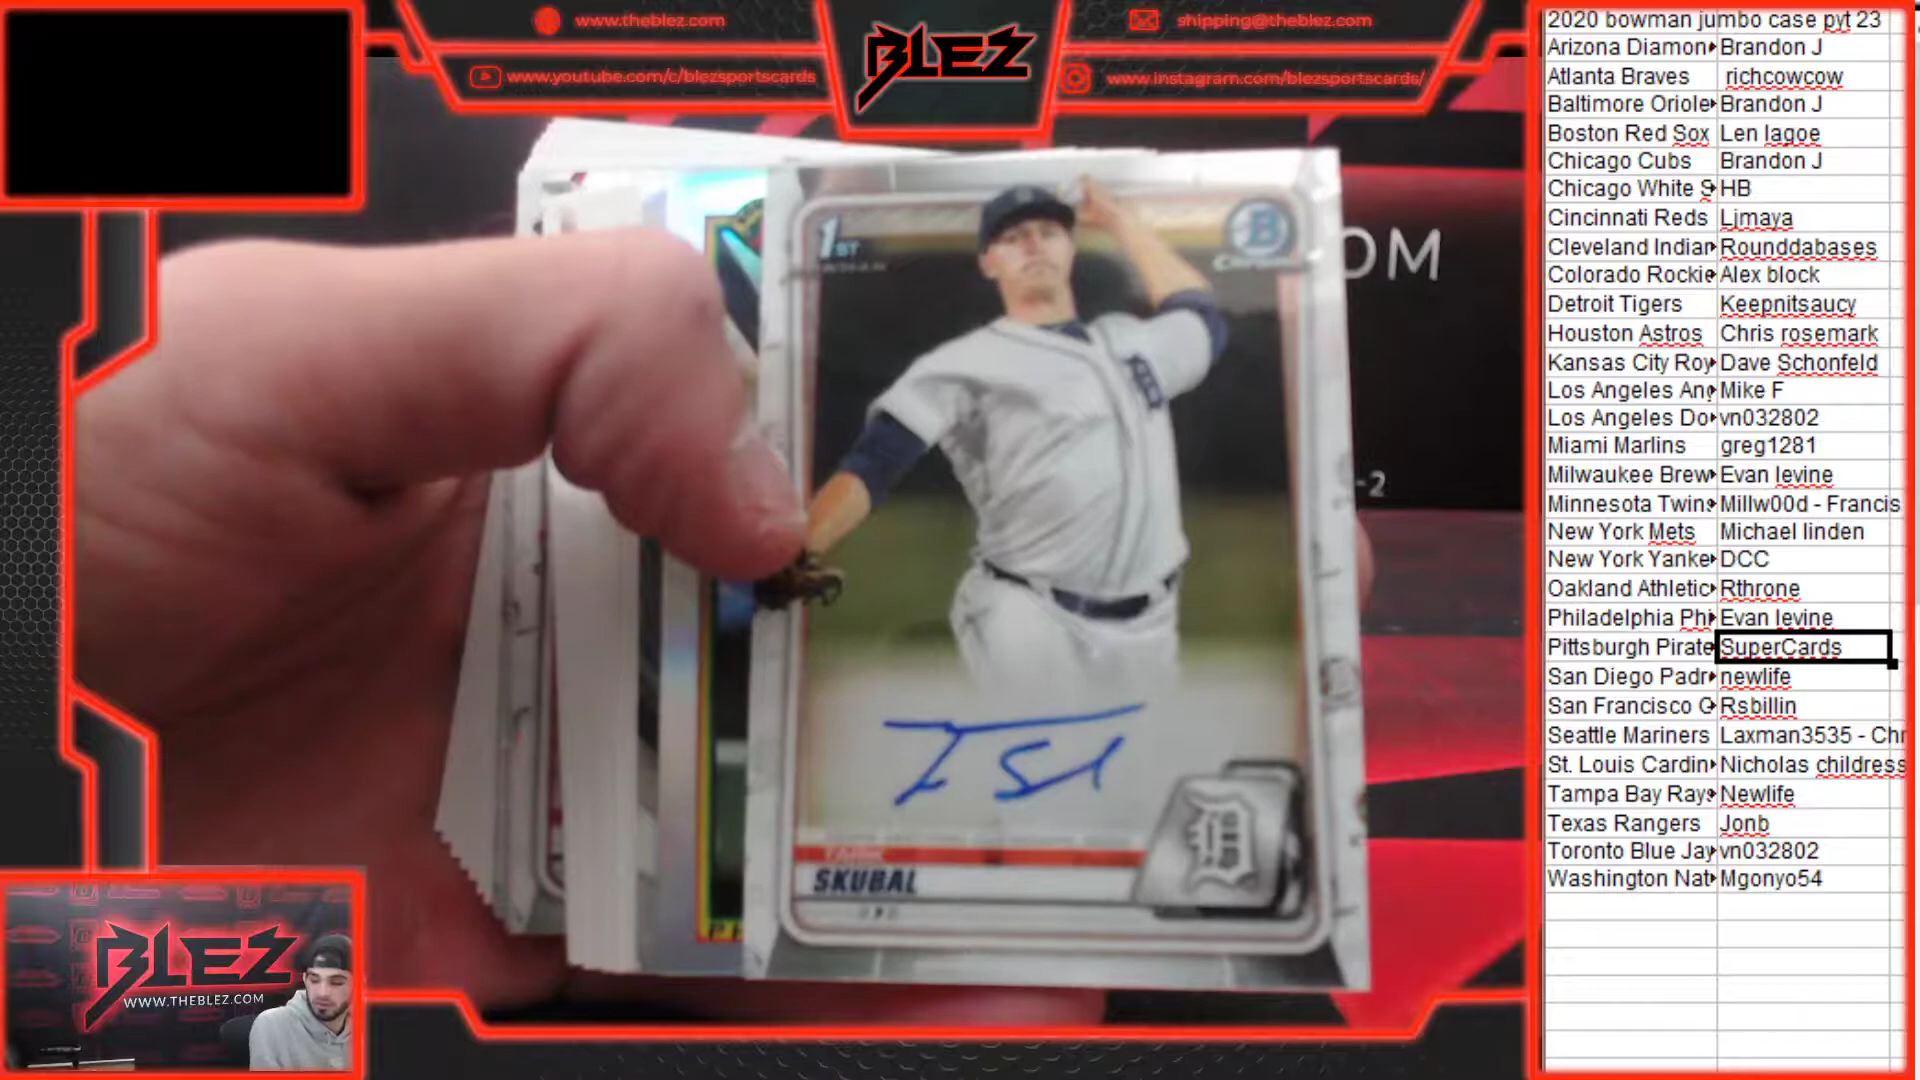 www.theblez.com
www.youtube.com/c/blezsportscards
BLEZ
shipping@theblez.com
www.instagram.com/blezsportscards/
OM
-2
1ST
B
TARIK
SKUBAL
BLEZ
WWW.THEBLEZ.COM
2020 bowman jumbo case pyt 23
Arizona Diamon Brandon J
Atlanta Braves richcowcow
Baltimore Oriole Brandon J
Boston Red Sox Len lagoe
Chicago Cubs Brandon J
Chicago White S HB
Cincinnati Reds Ljmaya
Cleveland Indian Rounddabases
Colorado Rockie Alex block
Detroit Tigers Keepnitsaucy
Houston Astros Chris rosemark
Kansas City Roy Dave Schonfeld
Los Angeles Ang Mike F
Los Angeles Do vn032802
Miami Marlins greg1281
Milwaukee Brew Evan levine
Minnesota Twins Millw00d - Francis
New York Mets Michael linden
New York Yanke DCC
Oakland Athletic Rthrone
Philadelphia Phi Evan levine
Pittsburgh Pirate SuperCards
San Diego Padr newlife
San Francisco G Rsbillin
Seattle Mariners Laxman3535 - Chr
St. Louis Cardin Nicholas childress
Tampa Bay Rays Newlife
Texas Rangers Jonb
Toronto Blue Jay vn032802
Washington Nat Mgonyo54